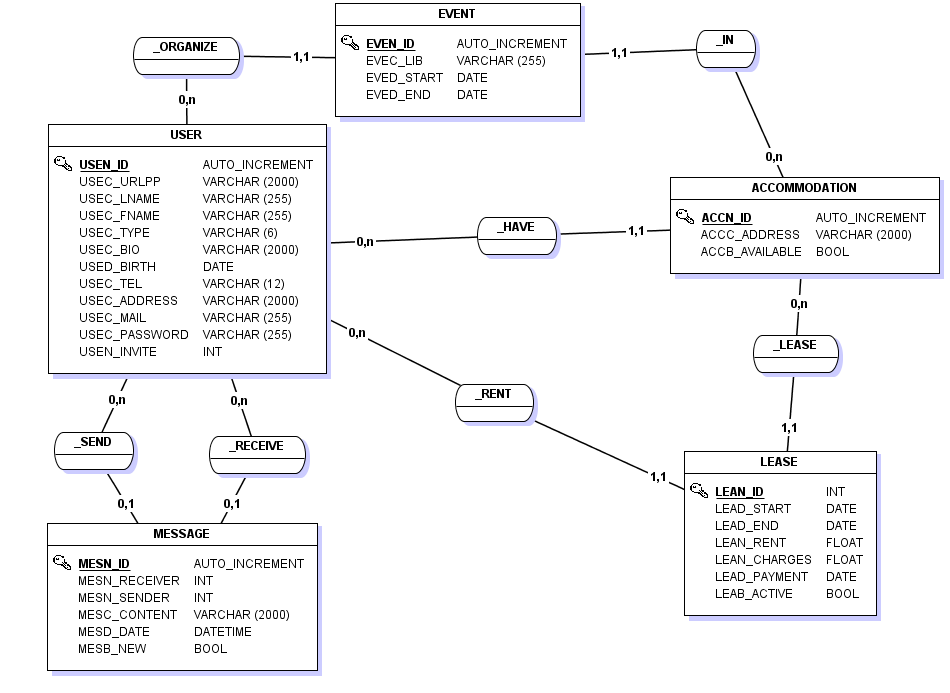 EVENT
EVEN_ID AUTO_INCREMENT
EVEC_LIB VARCHAR (255)
EVED_START DATE
EVED_END DATE
_ORGANIZE
1,1
1,1
_IN
0,n
0,n
USER
USEN_ID AUTO_INCREMENT
USEC_URLPP VARCHAR (2000)
USEC_LNAME VARCHAR (255)
USEC_FNAME VARCHAR (255)
USEC_TYPE VARCHAR (6)
USEC_BIO VARCHAR (2000)
USED_BIRTH DATE
USEC_TEL VARCHAR (12)
USEC_ADDRESS VARCHAR (2000)
USEC_MAIL VARCHAR (255)
USEC_PASSWORD VARCHAR (255)
USEN_INVITE INT
ACCOMMODATION
ACCN_ID AUTO_INCREMENT
ACCC_ADDRESS VARCHAR (2000)
ACCB_AVAILABLE BOOL
0,n
_HAVE
1,1
0,n
_LEASE
1,1
0,n
_RENT
1,1
0,n
0,n
_SEND
_RECEIVE
0,1
0,1
LEASE
LEAN_ID INT
LEAD_START DATE
LEAD_END DATE
LEAN_RENT FLOAT
LEAN_CHARGES FLOAT
LEAD_PAYMENT DATE
LEAB_ACTIVE BOOL
MESSAGE
MESN_ID AUTO_INCREMENT
MESN_RECEIVER INT
MESN_SENDER INT
MESC_CONTENT VARCHAR (2000)
MESD_DATE DATETIME
MESB_NEW BOOL